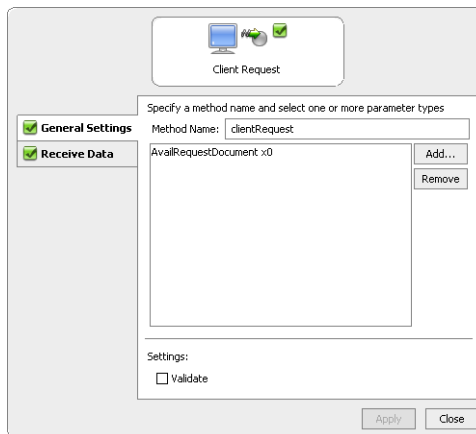 Client Request
Specify a method name and select one or more parameter types
General Settings
Method Name: clientRequest
Receive Data
AvailRequestDocument x0
Add...
Remove
Settings:
Validate
Apply Close